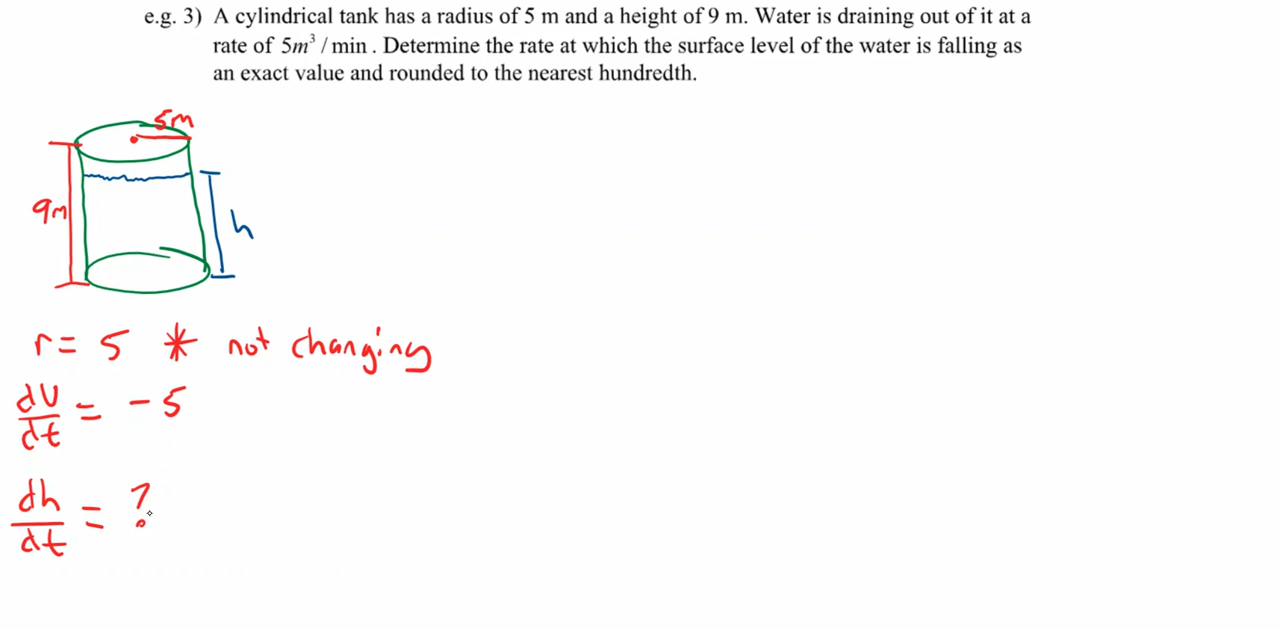 e.g. 3) A cylindrical tank has a radius of 5 m and a height of 9 m. Water is draining out of it at a
rate of 5m³ / min . Determine the rate at which the surface level of the water is falling as
an exact value and rounded to the nearest hundredth.
5m
9m
h
r = 5 * not changing
dV/dt = -5
dh/dt = ?